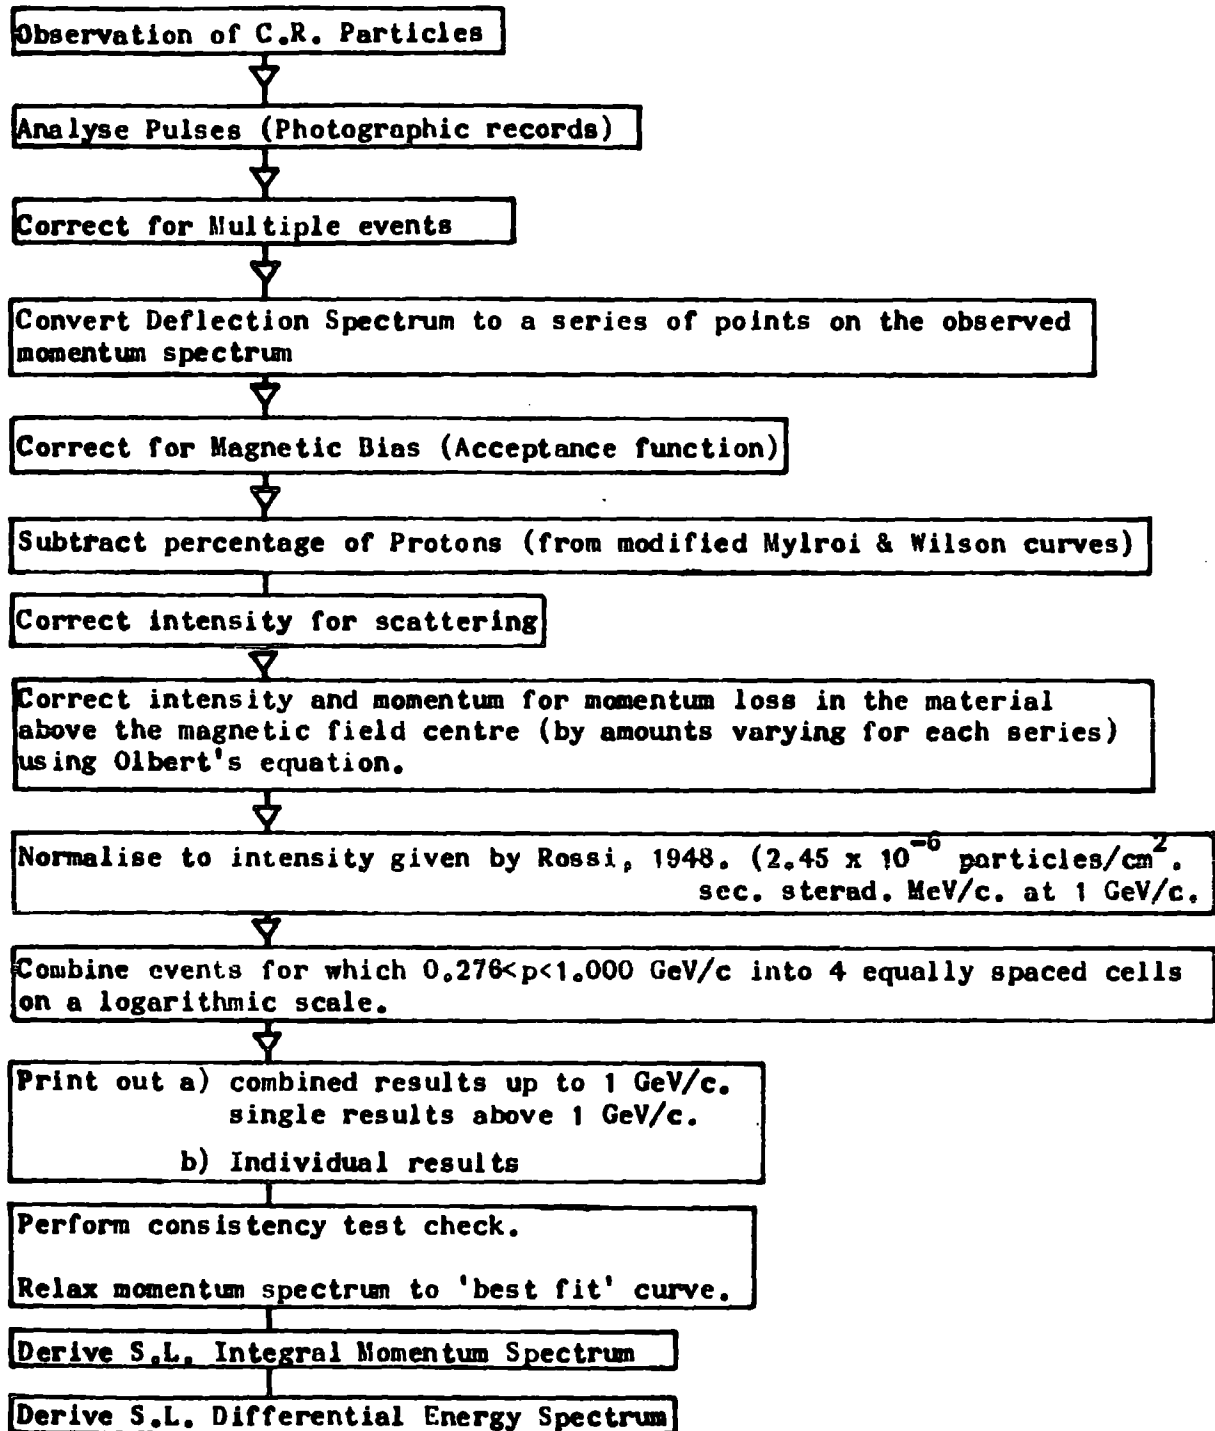 Observation of C.R. Particles
Analyse Pulses (Photographic records)
Correct for Multiple events
Convert Deflection Spectrum to a series of points on the observed
momentum spectrum
Correct for Magnetic Bias (Acceptance function)
Subtract percentage of Protons (from modified Mylroi & Wilson curves)
Correct intensity for scattering
Correct intensity and momentum for momentum loss in the material
above the magnetic field centre (by amounts varying for each series)
using Olbert's equation.
Normalise to intensity given by Rossi, 1948. (2.45 x 10⁻⁶ particles/cm².
sec. sterad. MeV/c. at 1 GeV/c.
Combine events for which 0.276<p<1.000 GeV/c into 4 equally spaced cells
on a logarithmic scale.
Print out a) combined results up to 1 GeV/c.
single results above 1 GeV/c.
b) Individual results
Perform consistency test check.
Relax momentum spectrum to 'best fit' curve.
Derive S.L. Integral Momentum Spectrum
Derive S.L. Differential Energy Spectrum